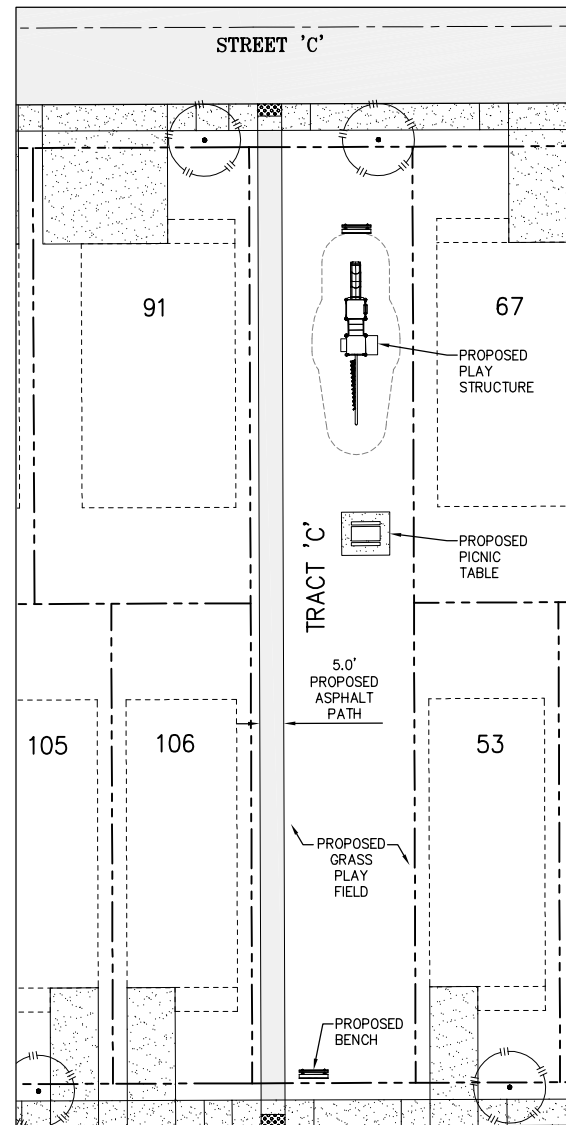 STREET 'C'
91
67
PROPOSED
PLAY
STRUCTURE
TRACT 'C'
PROPOSED
PICNIC
TABLE
5.0'
PROPOSED
ASPHALT
PATH
105
106
53
PROPOSED
GRASS
PLAY
FIELD
PROPOSED
BENCH